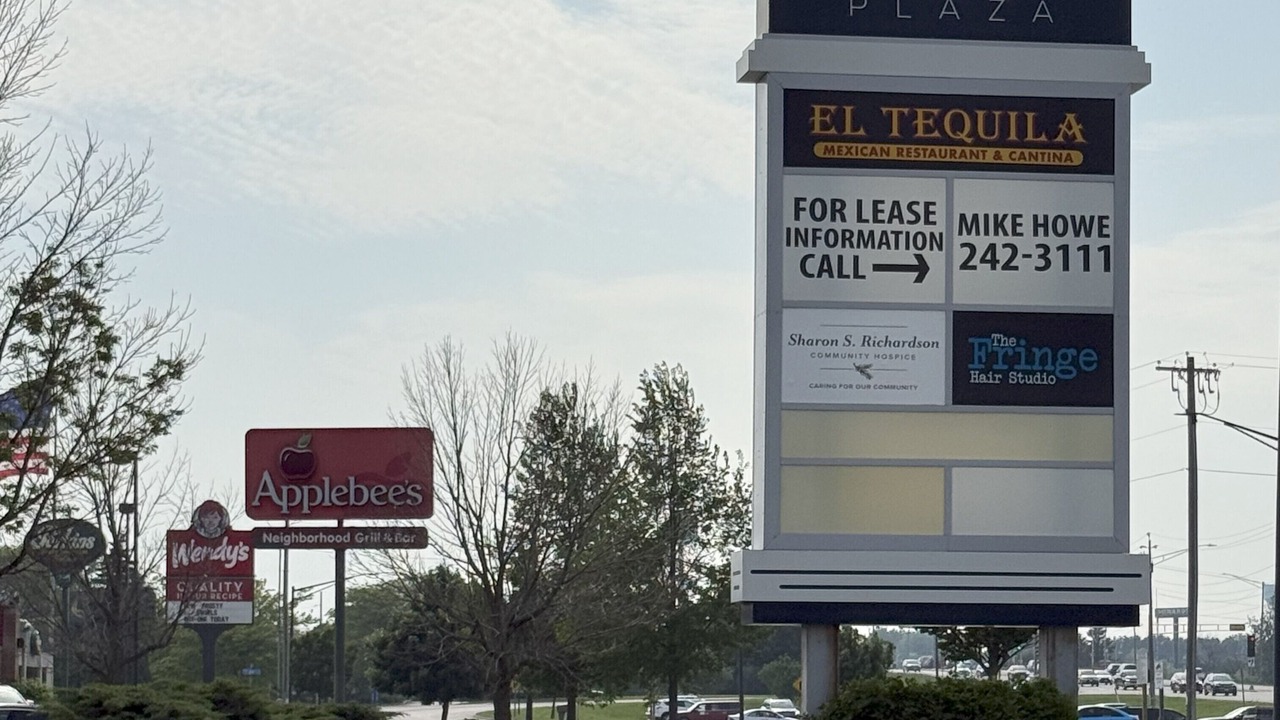 PLAZA
EL TEQUILA
MEXICAN RESTAURANT & CANTINA
FOR LEASE
INFORMATION
CALL →
MIKE HOWE
242-3111
Sharon S. Richardson
COMMUNITY HOSPICE
CARING FOR OUR COMMUNITY
The
Fringe
Hair Studio
Applebee's
Neighborhood Grill & Bar
Wendy's
QUALITY
IS OUR RECIPE
Perkins